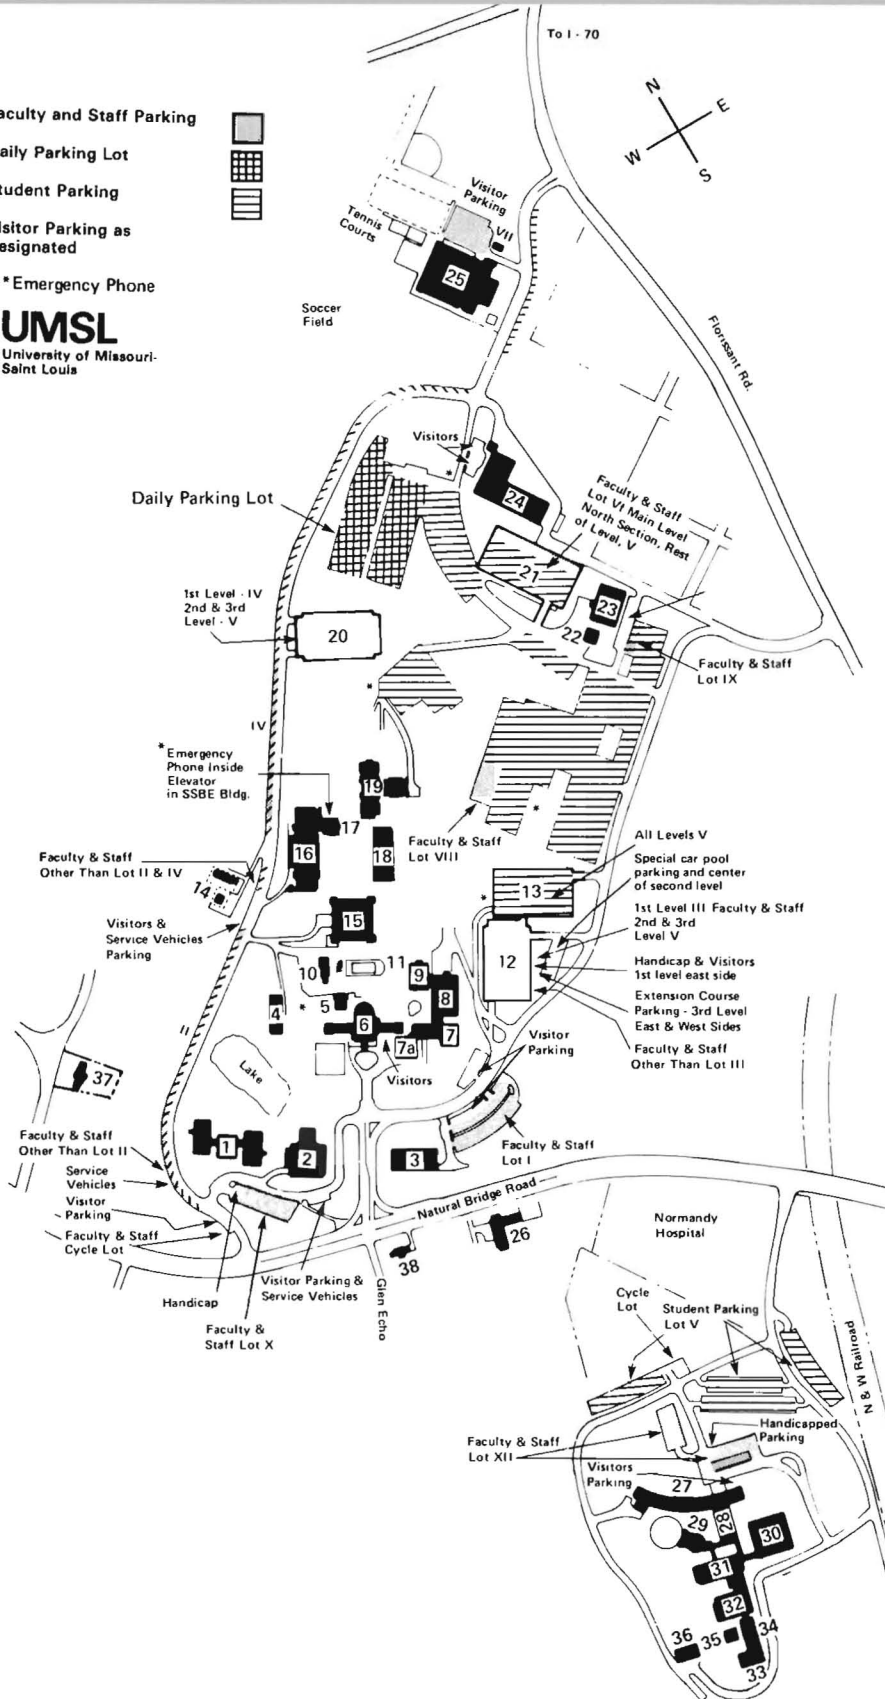 To I - 70
N
E
W
S
aculty and Staff Parking
aily Parking Lot
tudent Parking
isitor Parking as
esignated
* Emergency Phone
UMSL
University of Missouri-
Saint Louis
Visitor
Parking
Tennis
Courts
VII
25
Soccer
Field
Florissant Rd.
Visitors
*
24
Daily Parking Lot
Faculty & Staff
Lot VI Main Level
North Section, Rest
of Level, V
21
1st Level - IV
2nd & 3rd
Level - V
20
23
22
Faculty & Staff
Lot IX
*
IV
* Emergency
Phone Inside
Elevator
in SSBE Bldg.
19
17
16
18
Faculty & Staff
Lot VIII
*
Faculty & Staff
Other Than Lot II & IV
14
Visitors &
Service Vehicles
Parking
15
*
13
All Levels V
Special car pool
parking and center
of second level
1st Level III Faculty & Staff
2nd & 3rd
Level V
12
Handicap & Visitors
1st level east side
Extension Course
Parking - 3rd Level
East & West Sides
Faculty & Staff
Other Than Lot III
10
11
9
8
4
*
5
6
7
7a
Visitors
Visitor
Parking
II
Lake
37
Faculty & Staff
Other Than Lot II
Service
Vehicles
Visitor
Parking
Faculty & Staff
Cycle Lot
1
2
3
Faculty & Staff
Lot I
Natural Bridge Road
26
38
Handicap
Visitor Parking &
Service Vehicles
Faculty &
Staff Lot X
Glen Echo
Normandy
Hospital
Cycle
Lot
Student Parking
Lot V
N & W Railroad
Handicapped
Parking
Faculty & Staff
Lot XII
Visitors
Parking
27
28
29
30
31
32
36
35
34
33